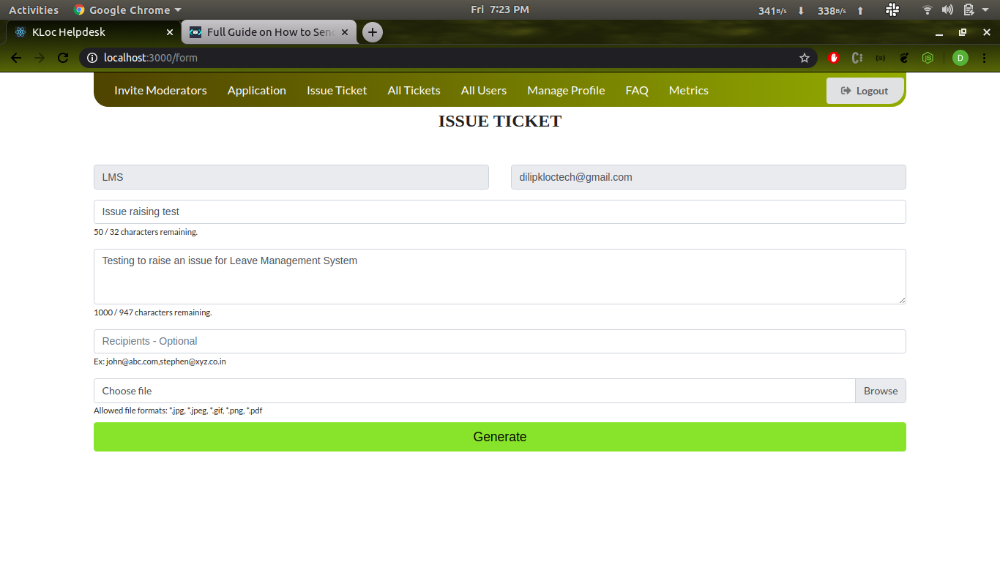 Activities Google Chrome Fri 7:23 PM 341B/s 338B/s
KLoc Helpdesk Full Guide on How to Senc
localhost:3000/form D
Invite Moderators Application Issue Ticket All Tickets All Users Manage Profile FAQ Metrics Logout
ISSUE TICKET
LMS dilipkloctech@gmail.com
Issue raising test
50 / 32 characters remaining.
Testing to raise an issue for Leave Management System
1000 / 947 characters remaining.
Recipients - Optional
Ex: john@abc.com,stephen@xyz.co.in
Choose file Browse
Allowed file formats: *.jpg, *.jpeg, *.gif, *.png, *.pdf
Generate